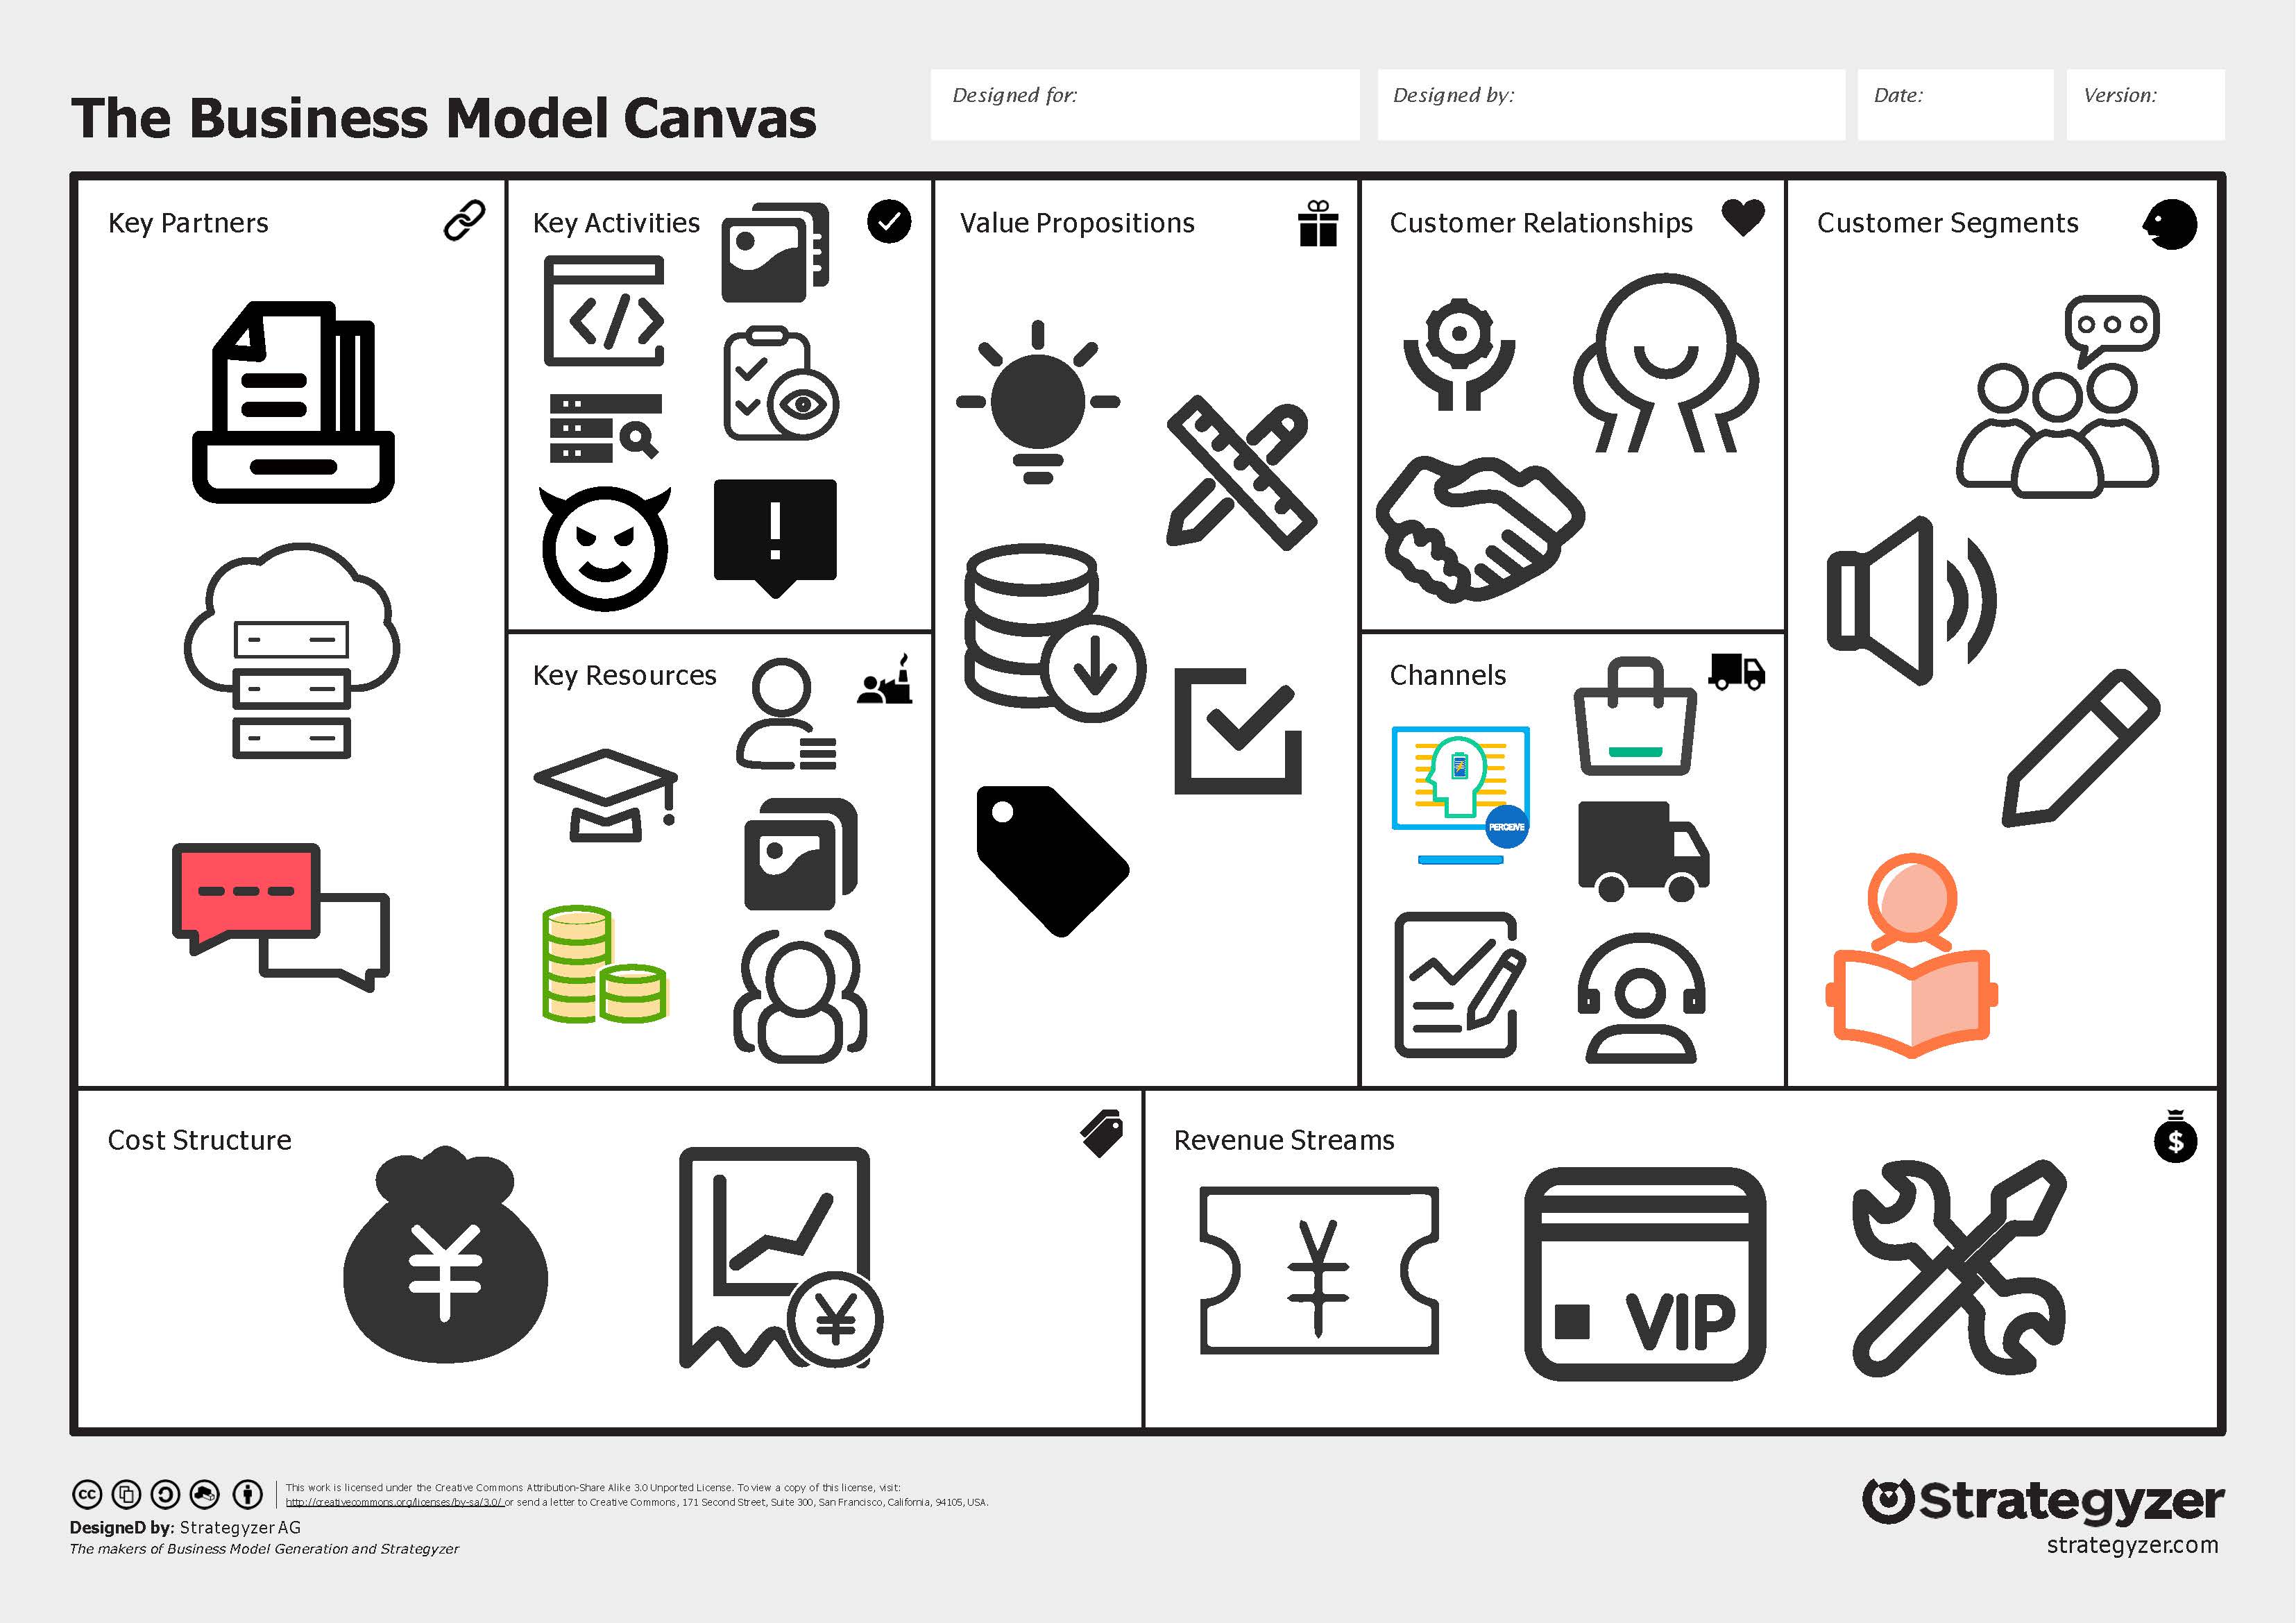 The Business Model Canvas
Designed for:
Designed by:
Date:
Version:
Key Partners
Key Activities
Value Propositions
Customer Relationships
Customer Segments
Key Resources
Channels
PERCEIVE
Cost Structure
¥
¥
Revenue Streams
$
¥
VIP
cc
This work is licensed under the Creative Commons Attribution-Share Alike 3.0 Unported License. To view a copy of this license, visit:
http://creativecommons.org/licenses/by-sa/3.0/ or send a letter to Creative Commons, 171 Second Street, Suite 300, San Francisco, California, 94105, USA.
DesigneD by: Strategyzer AG
The makers of Business Model Generation and Strategyzer
Strategyzer
strategyzer.com